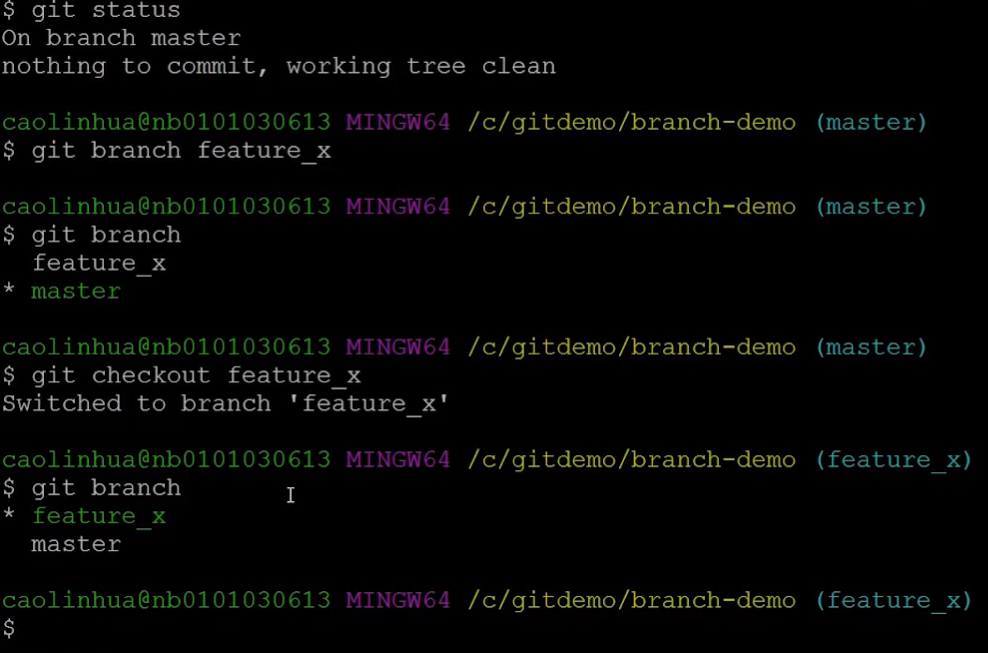 $ git status
On branch master
nothing to commit, working tree clean
caolinhua@nb0101030613 MINGW64 /c/gitdemo/branch-demo (master)
$ git branch feature_x
caolinhua@nb0101030613 MINGW64 /c/gitdemo/branch-demo (master)
$ git branch
  feature_x
* master
caolinhua@nb0101030613 MINGW64 /c/gitdemo/branch-demo (master)
$ git checkout feature_x
Switched to branch 'feature_x'
caolinhua@nb0101030613 MINGW64 /c/gitdemo/branch-demo (feature_x)
$ git branch
* feature_x
  master
caolinhua@nb0101030613 MINGW64 /c/gitdemo/branch-demo (feature_x)
$